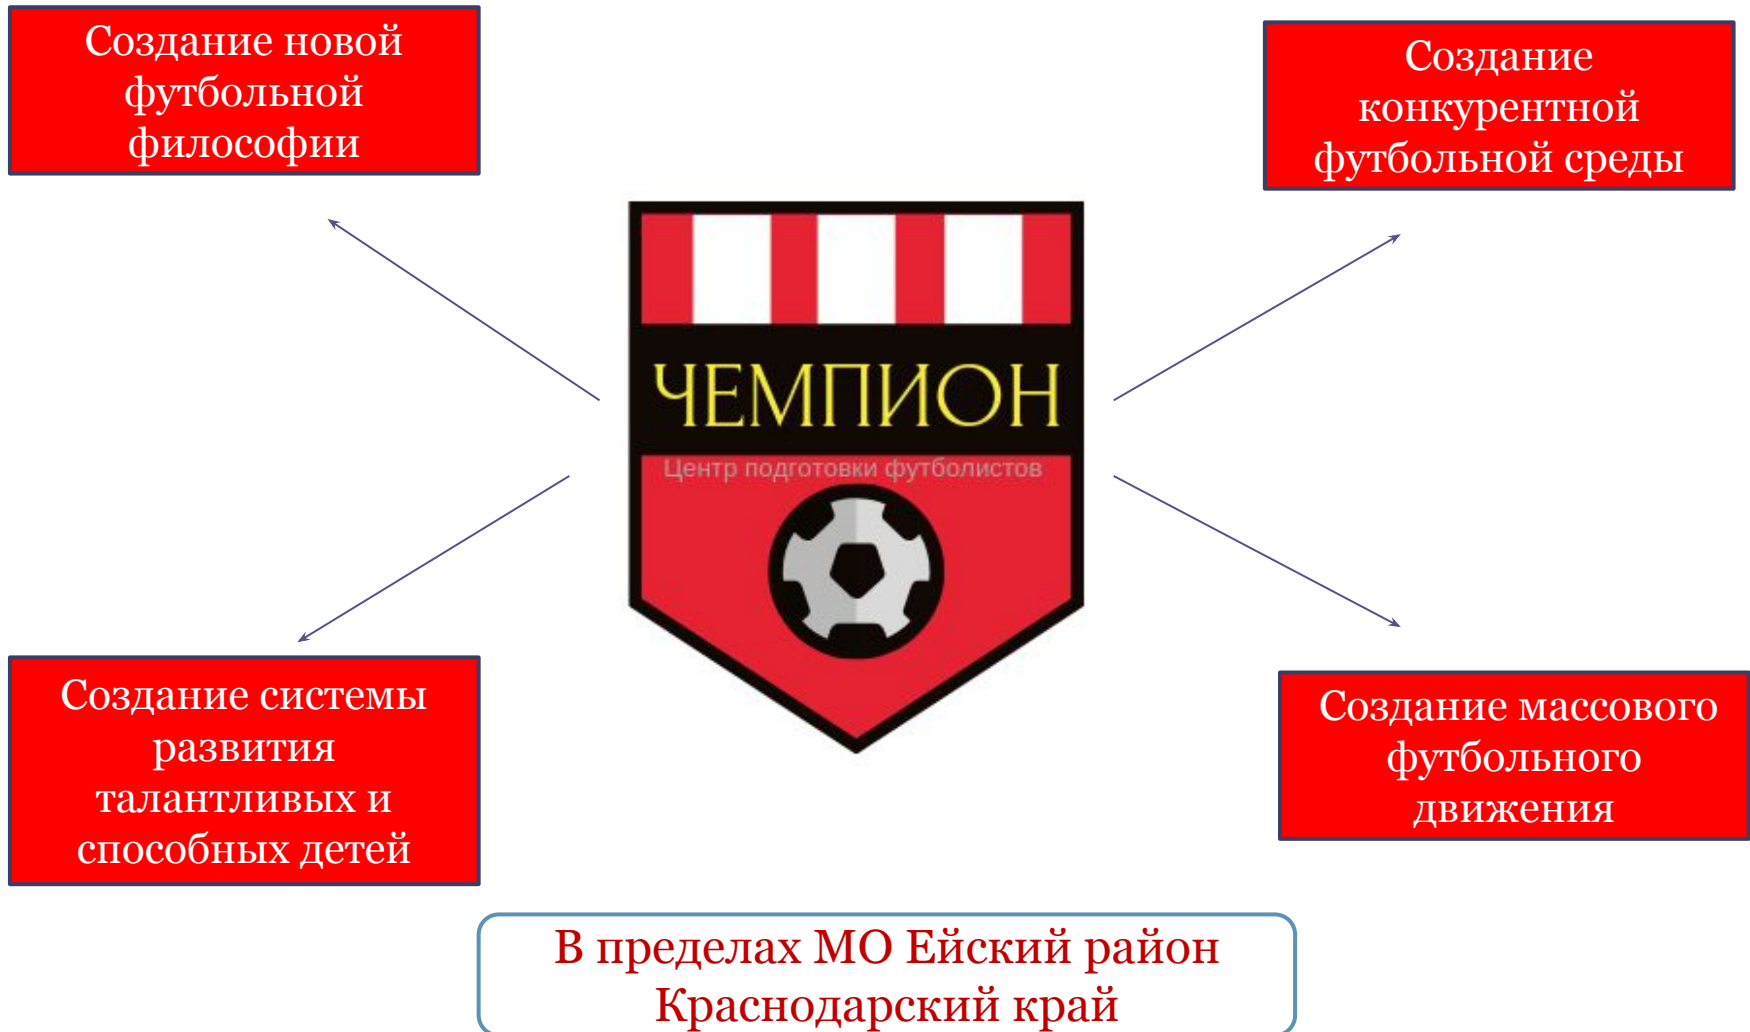 Создание новой
футбольной
философии
Создание
конкурентной
футбольной среды
ЧЕМПИОН
Центр подготовки футболистов
Создание системы
развития
талантливых и
способных детей
Создание массового
футбольного
движения
В пределах МО Ейский район
Краснодарский край